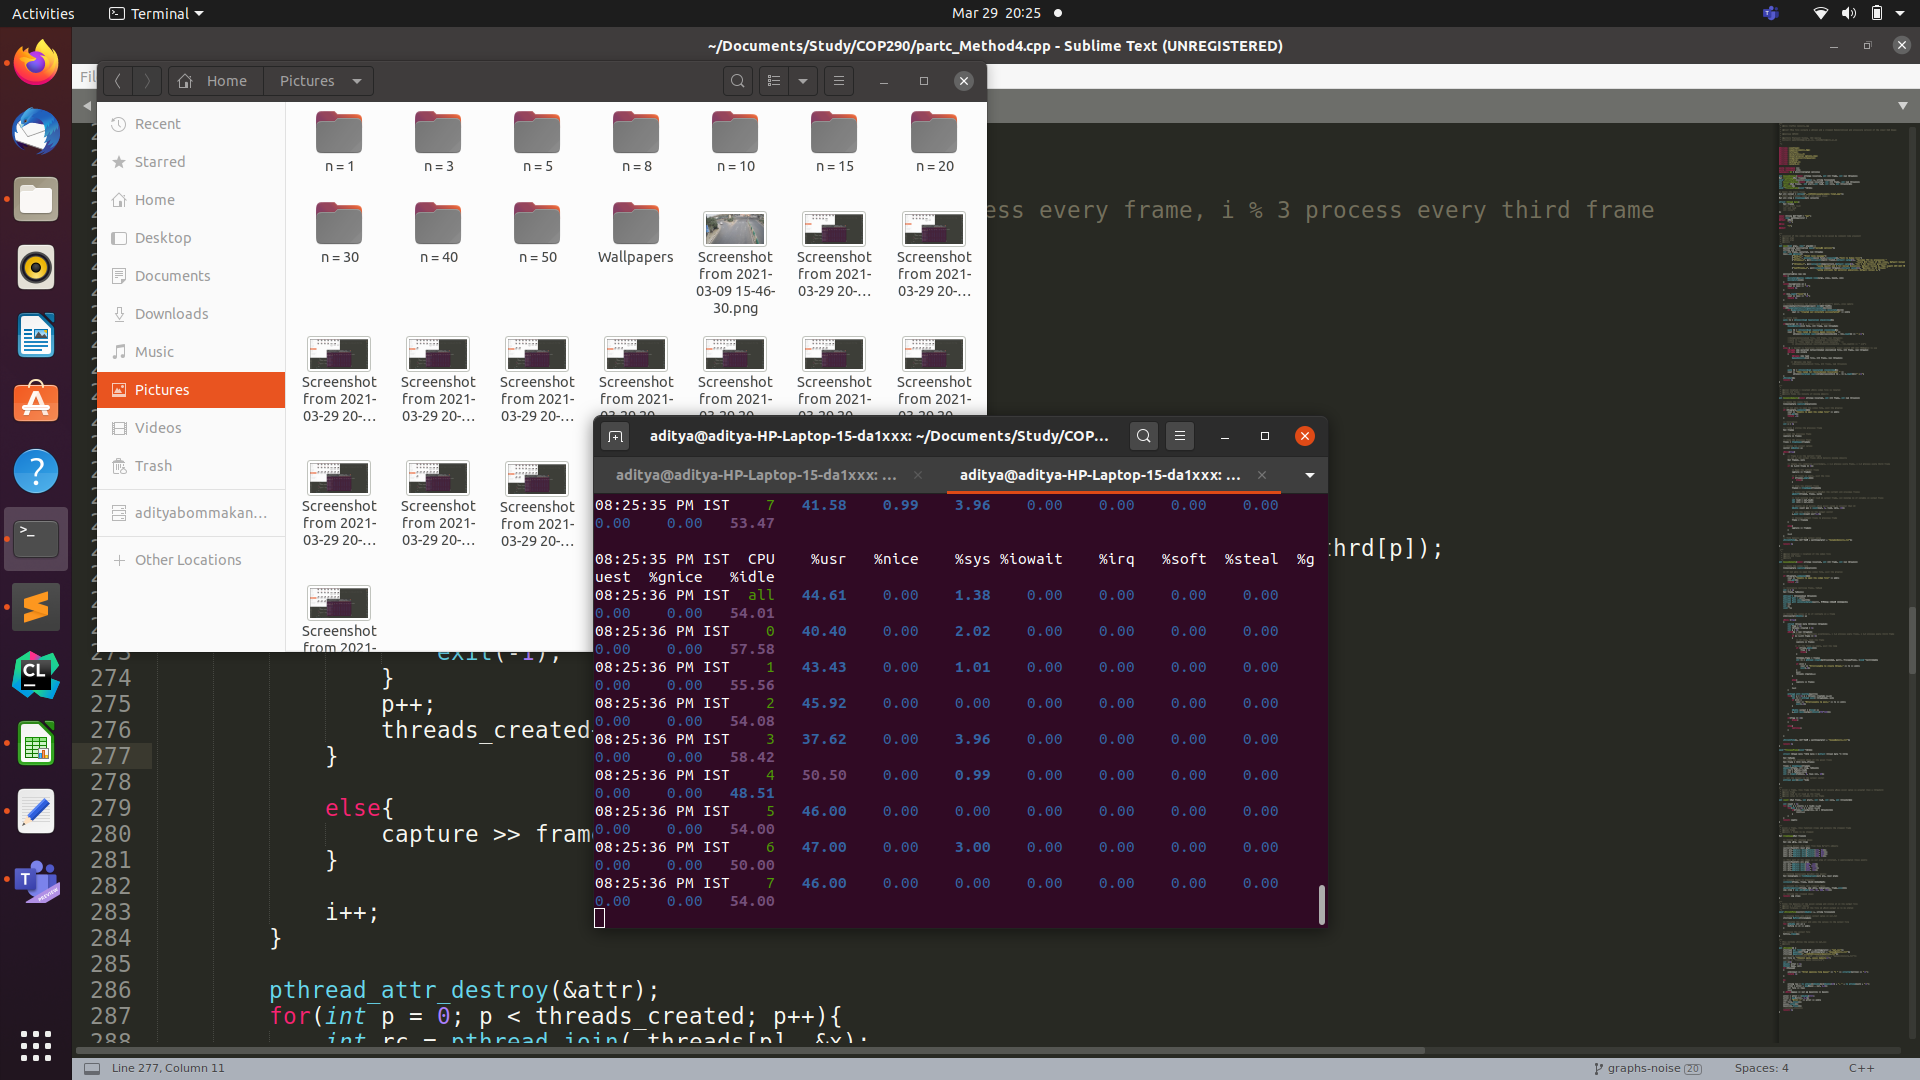 Activities
Terminal
Mar 29 20:25
~/Documents/Study/COP290/partc_Method4.cpp - Sublime Text (UNREGISTERED)
Home
Pictures
Recent
Starred
Home
Desktop
Documents
Downloads
Music
Pictures
Videos
Trash
adityabommakan...
Other Locations
n = 1
n = 3
n = 5
n = 8
n = 10
n = 15
n = 20
n = 30
n = 40
n = 50
Wallpapers
Screenshot
from 2021-
03-09 15-46-
30.png
Screenshot
from 2021-
03-29 20-...
Screenshot
from 2021-
03-29 20-...
Screenshot
from 2021-
03-29 20-...
Screenshot
from 2021-
03-29 20-...
Screenshot
from 2021-
03-29 20-...
Screenshot
from 2021-
03-29 20
Screenshot
from 2021-
03-29 20
Screenshot
from 2021-
03-29 20
Screenshot
from 2021-
03-29 20
Screenshot
from 2021-
03-29 20-...
Screenshot
from 2021-
03-29 20-...
Screenshot
from 2021-
03-29 20-...
Screenshot
from 2021-
ess every frame, i % 3 process every third frame
thrd[p]);
aditya@aditya-HP-Laptop-15-da1xxx: ~/Documents/Study/COP...
aditya@aditya-HP-Laptop-15-da1xxx: ...
aditya@aditya-HP-Laptop-15-da1xxx: ...
08:25:35 PM IST 7 41.58 0.99 3.96 0.00 0.00 0.00 0.00
0.00 0.00 53.47
08:25:35 PM IST CPU %usr %nice %sys %iowait %irq %soft %steal %g
uest %gnice %idle
08:25:36 PM IST all 44.61 0.00 1.38 0.00 0.00 0.00 0.00
0.00 0.00 54.01
08:25:36 PM IST 0 40.40 0.00 2.02 0.00 0.00 0.00 0.00
0.00 0.00 57.58
08:25:36 PM IST 1 43.43 0.00 1.01 0.00 0.00 0.00 0.00
0.00 0.00 55.56
08:25:36 PM IST 2 45.92 0.00 0.00 0.00 0.00 0.00 0.00
0.00 0.00 54.08
08:25:36 PM IST 3 37.62 0.00 3.96 0.00 0.00 0.00 0.00
0.00 0.00 58.42
08:25:36 PM IST 4 50.50 0.00 0.99 0.00 0.00 0.00 0.00
0.00 0.00 48.51
08:25:36 PM IST 5 46.00 0.00 0.00 0.00 0.00 0.00 0.00
0.00 0.00 54.00
08:25:36 PM IST 6 47.00 0.00 3.00 0.00 0.00 0.00 0.00
0.00 0.00 50.00
08:25:36 PM IST 7 46.00 0.00 0.00 0.00 0.00 0.00 0.00
0.00 0.00 54.00
273 exit(-1);
274 }
275 p++;
276 threads_created
277 }
278
279 else{
280 capture >> fram
281 }
282
283 i++;
284 }
285
286 pthread_attr_destroy(&attr);
287 for(int p = 0; p < threads_created; p++){
288 int rc = pthread_join( threads[p], &x);
Line 277, Column 11
graphs-noise 20
Spaces: 4
C++